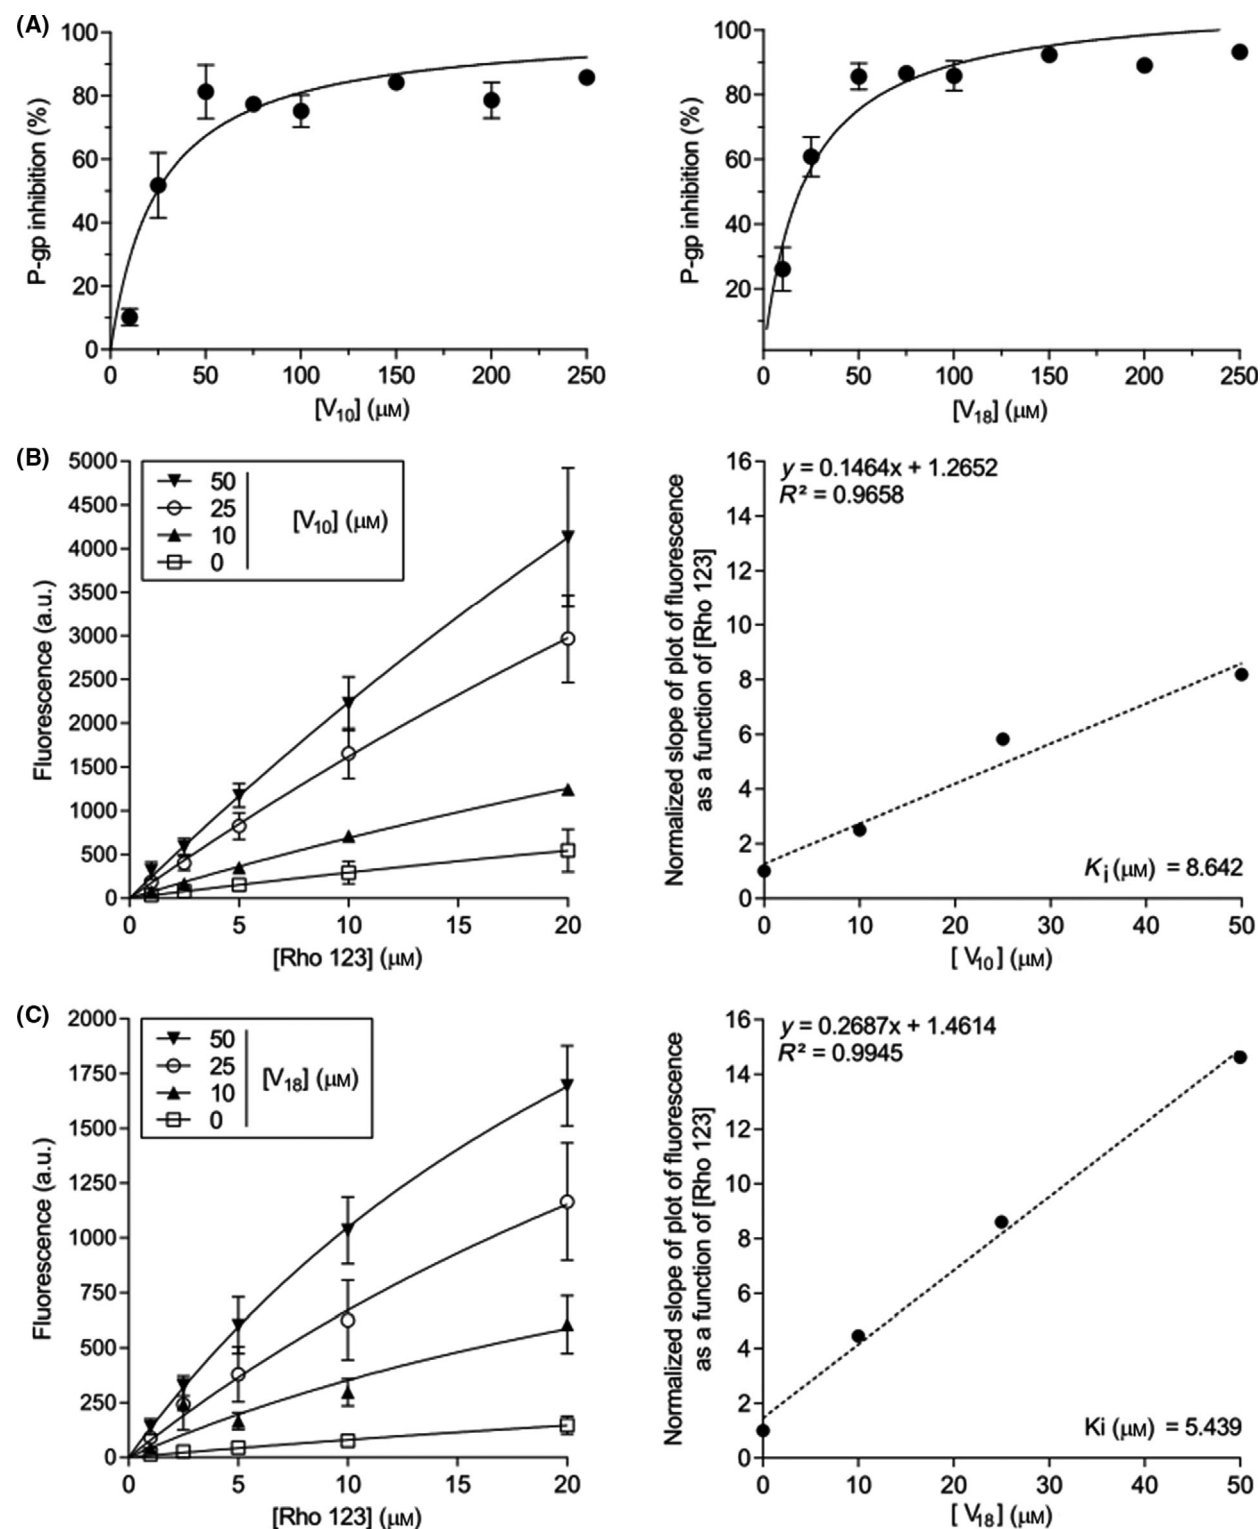 (A)
100
80
60
40
20
0
P-gp inhibition (%)
0 50 100 150 200 250
[V10] (μM)
100
80
60
40
20
P-gp inhibition (%)
0 50 100 150 200 250
[V18] (μM)
(B)
5000
4500
4000
3500
3000
2500
2000
1500
1000
500
0
Fluorescence (a.u.)
50
25
10
0
[V10] (μM)
0 5 10 15 20
[Rho 123] (μM)
16
14
12
10
8
6
4
2
0
Normalized slope of plot of fluorescence
as a function of [Rho 123]
y = 0.1464x + 1.2652
R² = 0.9658
Ki (μM) = 8.642
0 10 20 30 40 50
[ V10] (μM)
(C)
2000
1750
1500
1250
1000
750
500
250
0
Fluorescence (a.u.)
50
25
10
0
[V18] (μM)
0 5 10 15 20
[Rho 123] (μM)
16
14
12
10
8
6
4
2
0
Normalized slope of plot of fluorescence
as a function of [Rho 123]
y = 0.2687x + 1.4614
R² = 0.9945
Ki (μM) = 5.439
0 10 20 30 40 50
[ V18] (μM)